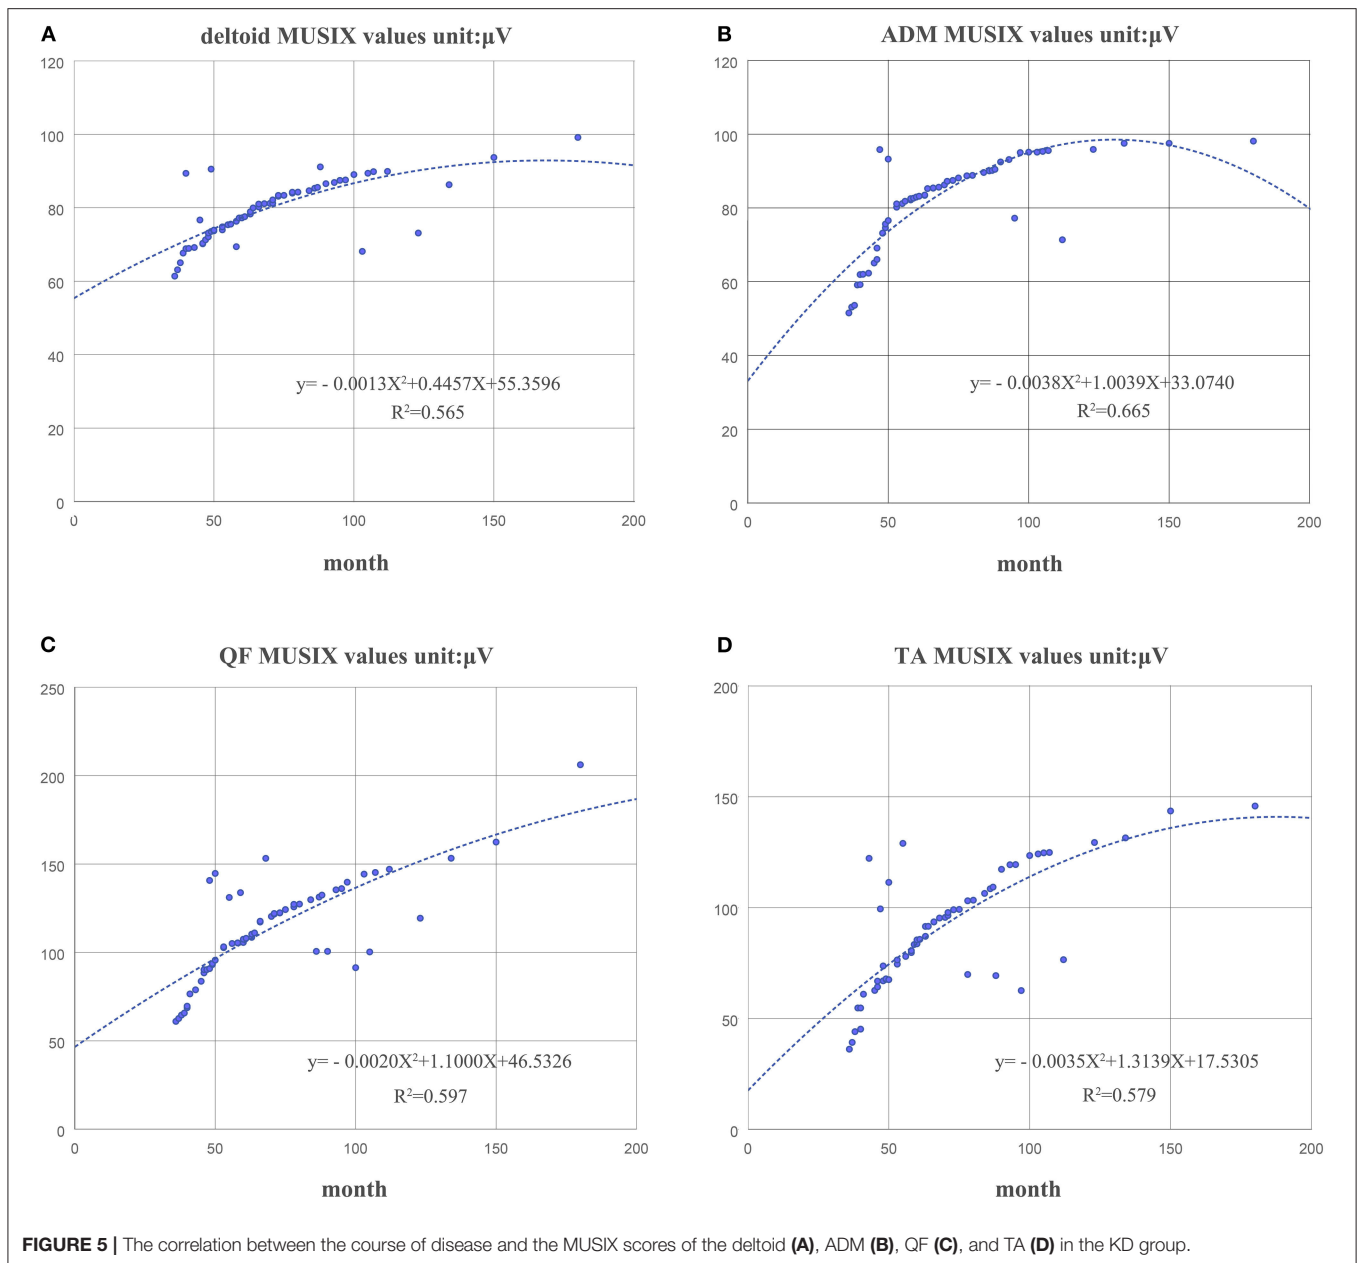 A
deltoid MUSIX values unit:μV
120
100
80
60
40
20
0
y= - 0.0013X²+0.4457X+55.3596
R²=0.565
0 50 100 150 200
month
B
ADM MUSIX values unit:μV
120
100
80
60
40
20
0
y= - 0.0038X²+1.0039X+33.0740
R²=0.665
0 50 100 150 200
month
C
QF MUSIX values unit:μV
250
200
150
100
50
0
y= - 0.0020X²+1.1000X+46.5326
R²=0.597
0 50 100 150 200
month
D
TA MUSIX values unit:μV
200
150
100
50
0
y= - 0.0035X²+1.3139X+17.5305
R²=0.579
0 50 100 150 200
month
FIGURE 5 | The correlation between the course of disease and the MUSIX scores of the deltoid (A), ADM (B), QF (C), and TA (D) in the KD group.